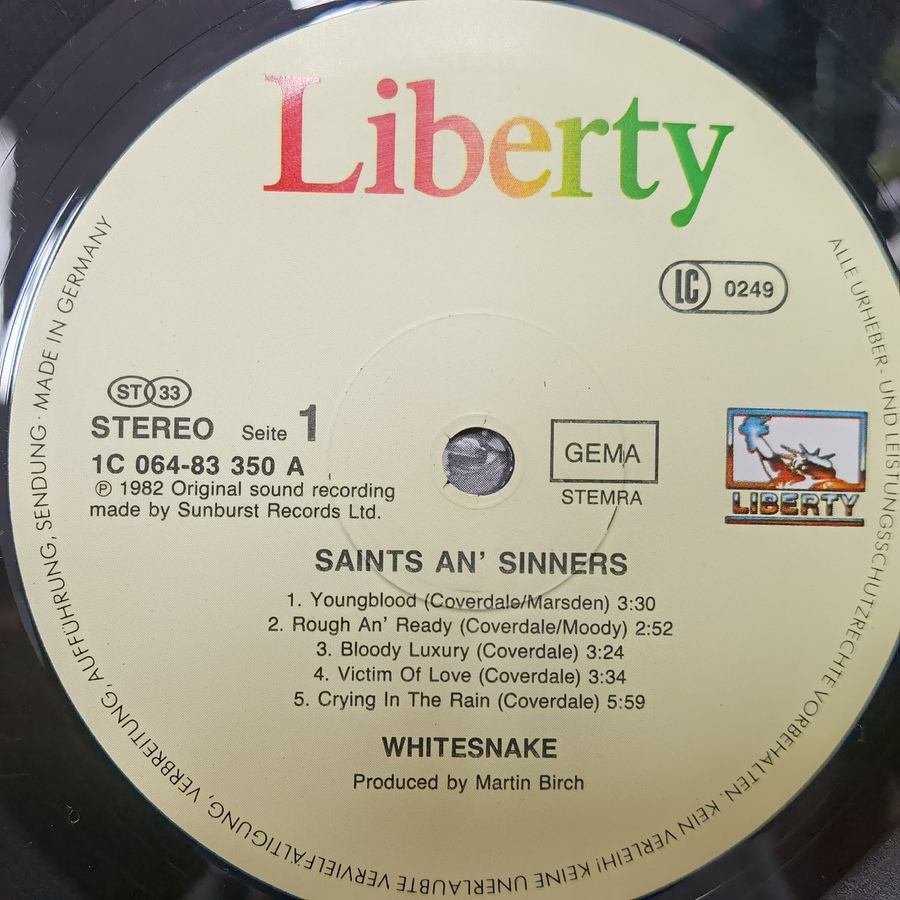 Liberty
LC 0249
ST 33
STEREO Seite 1
1C 064-83 350 A
℗ 1982 Original sound recording
made by Sunburst Records Ltd.
GEMA
STEMRA
LIBERTY
SAINTS AN' SINNERS
1. Youngblood (Coverdale/Marsden) 3:30
2. Rough An' Ready (Coverdale/Moody) 2:52
3. Bloody Luxury (Coverdale) 3:24
4. Victim Of Love (Coverdale) 3:34
5. Crying In The Rain (Coverdale) 5:59
WHITESNAKE
Produced by Martin Birch
ALLE URHEBER- UND LEISTUNGSSCHUTZRECHTE VORBEHALTEN. KEIN VERLEIH! KEINE UNERLAUBTE VERVIELFÄLTIGUNG, VERBREITUNG, AUFFÜHRUNG, SENDUNG · MADE IN GERMANY